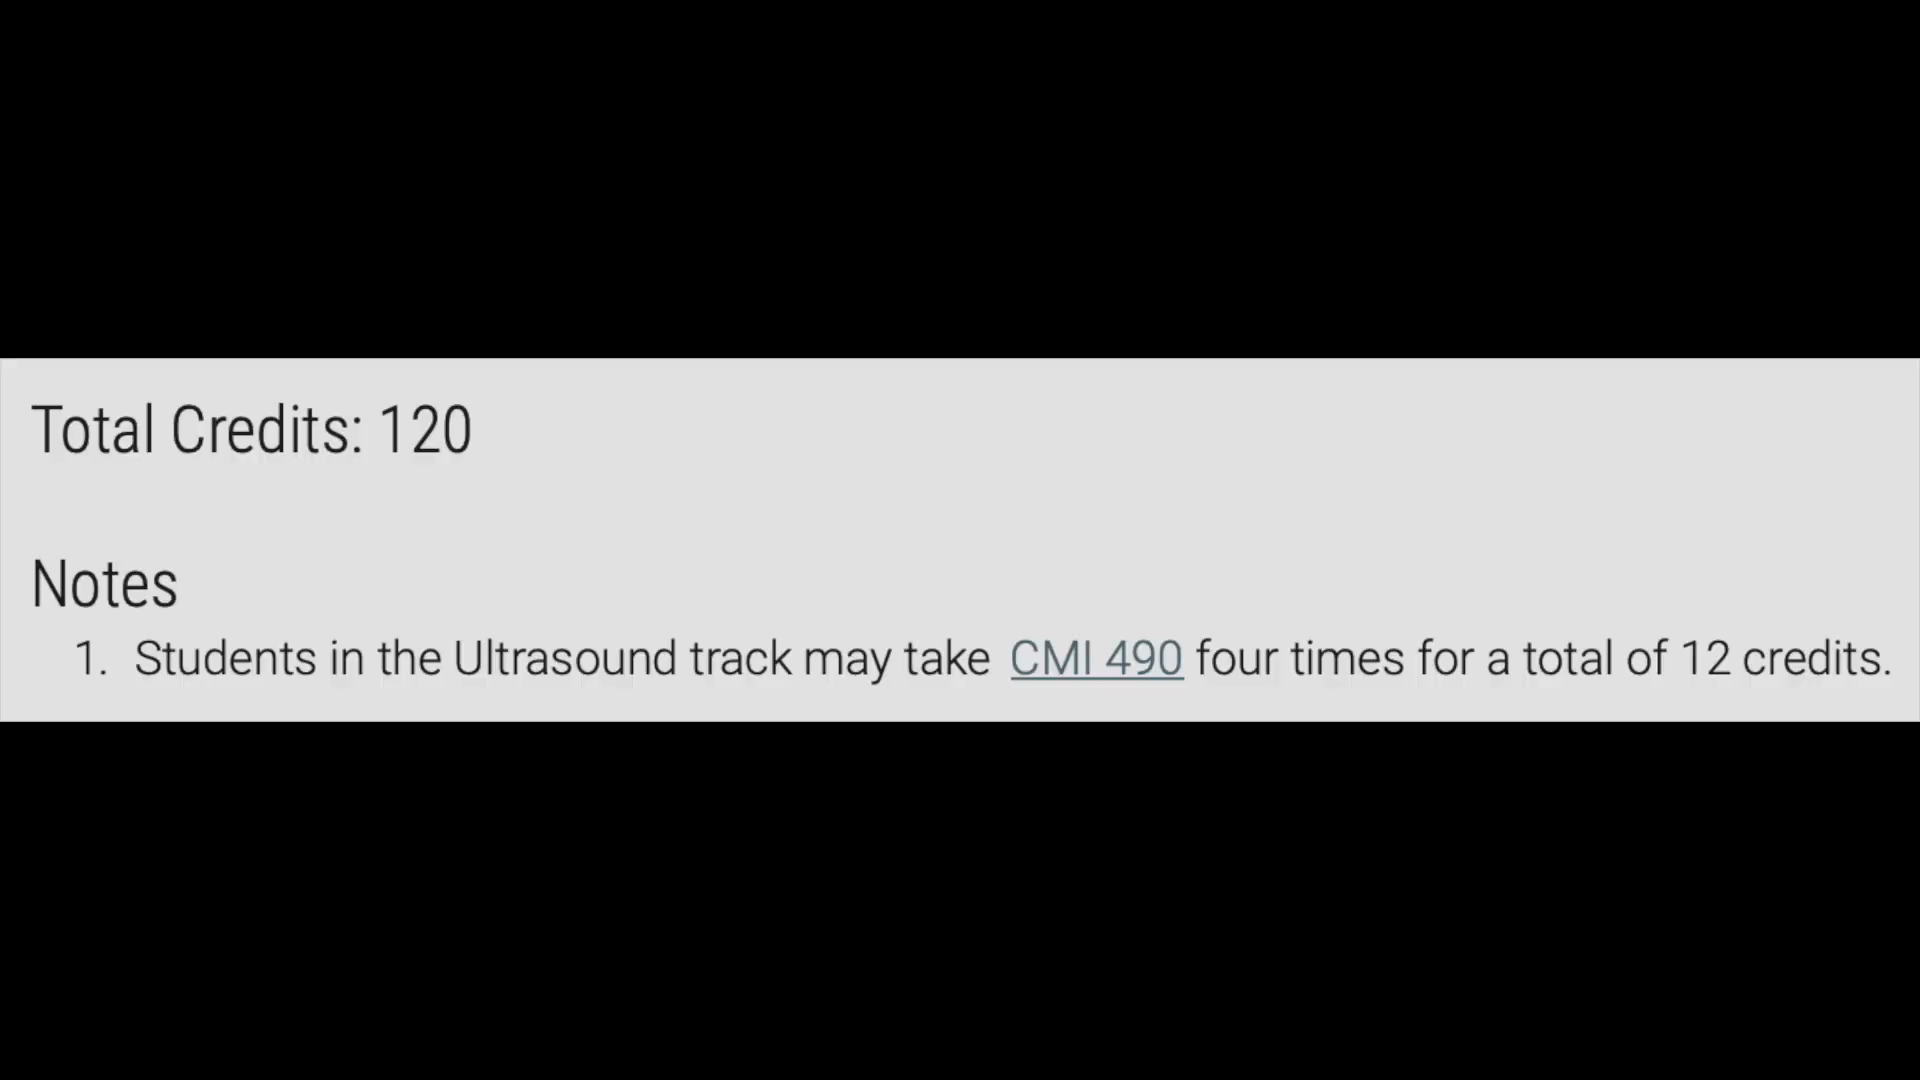 Total Credits: 120
Notes
1. Students in the Ultrasound track may take CMI 490 four times for a total of 12 credits.